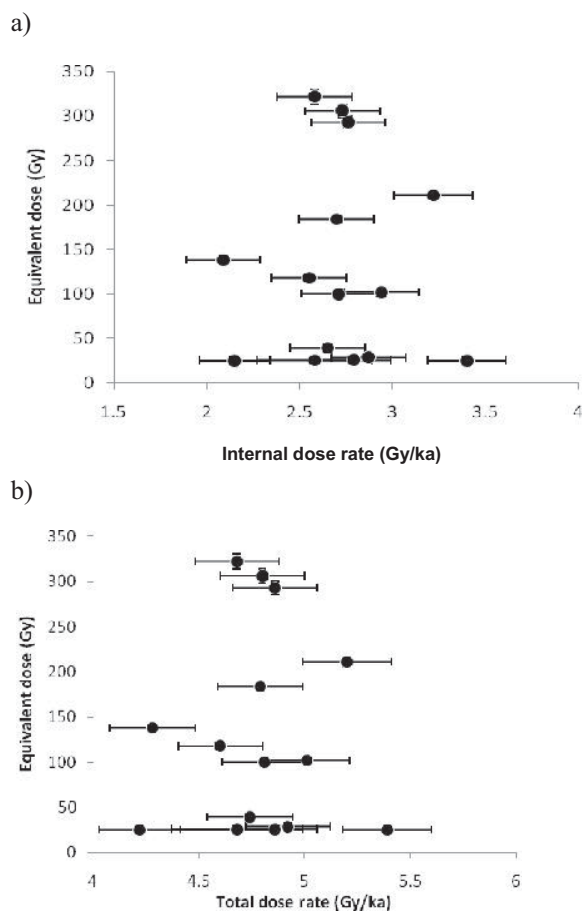 a)
350
300
250
200
150
100
50
0
Equivalent dose (Gy)
1.5 2 2.5 3 3.5 4
Internal dose rate (Gy/ka)
b)
350
300
250
200
150
100
50
0
Equivalent dose (Gy)
4 4.5 5 5.5 6
Total dose rate (Gy/ka)